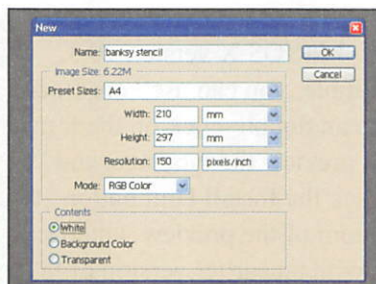 New
Name: banksy stencil
OK
Image Size: 6.22M
Cancel
Preset Sizes: A4
Width: 210 mm
Height: 297 mm
Resolution: 150 pixels/inch
Mode: RGB Color
Contents
White
Background Color
Transparent